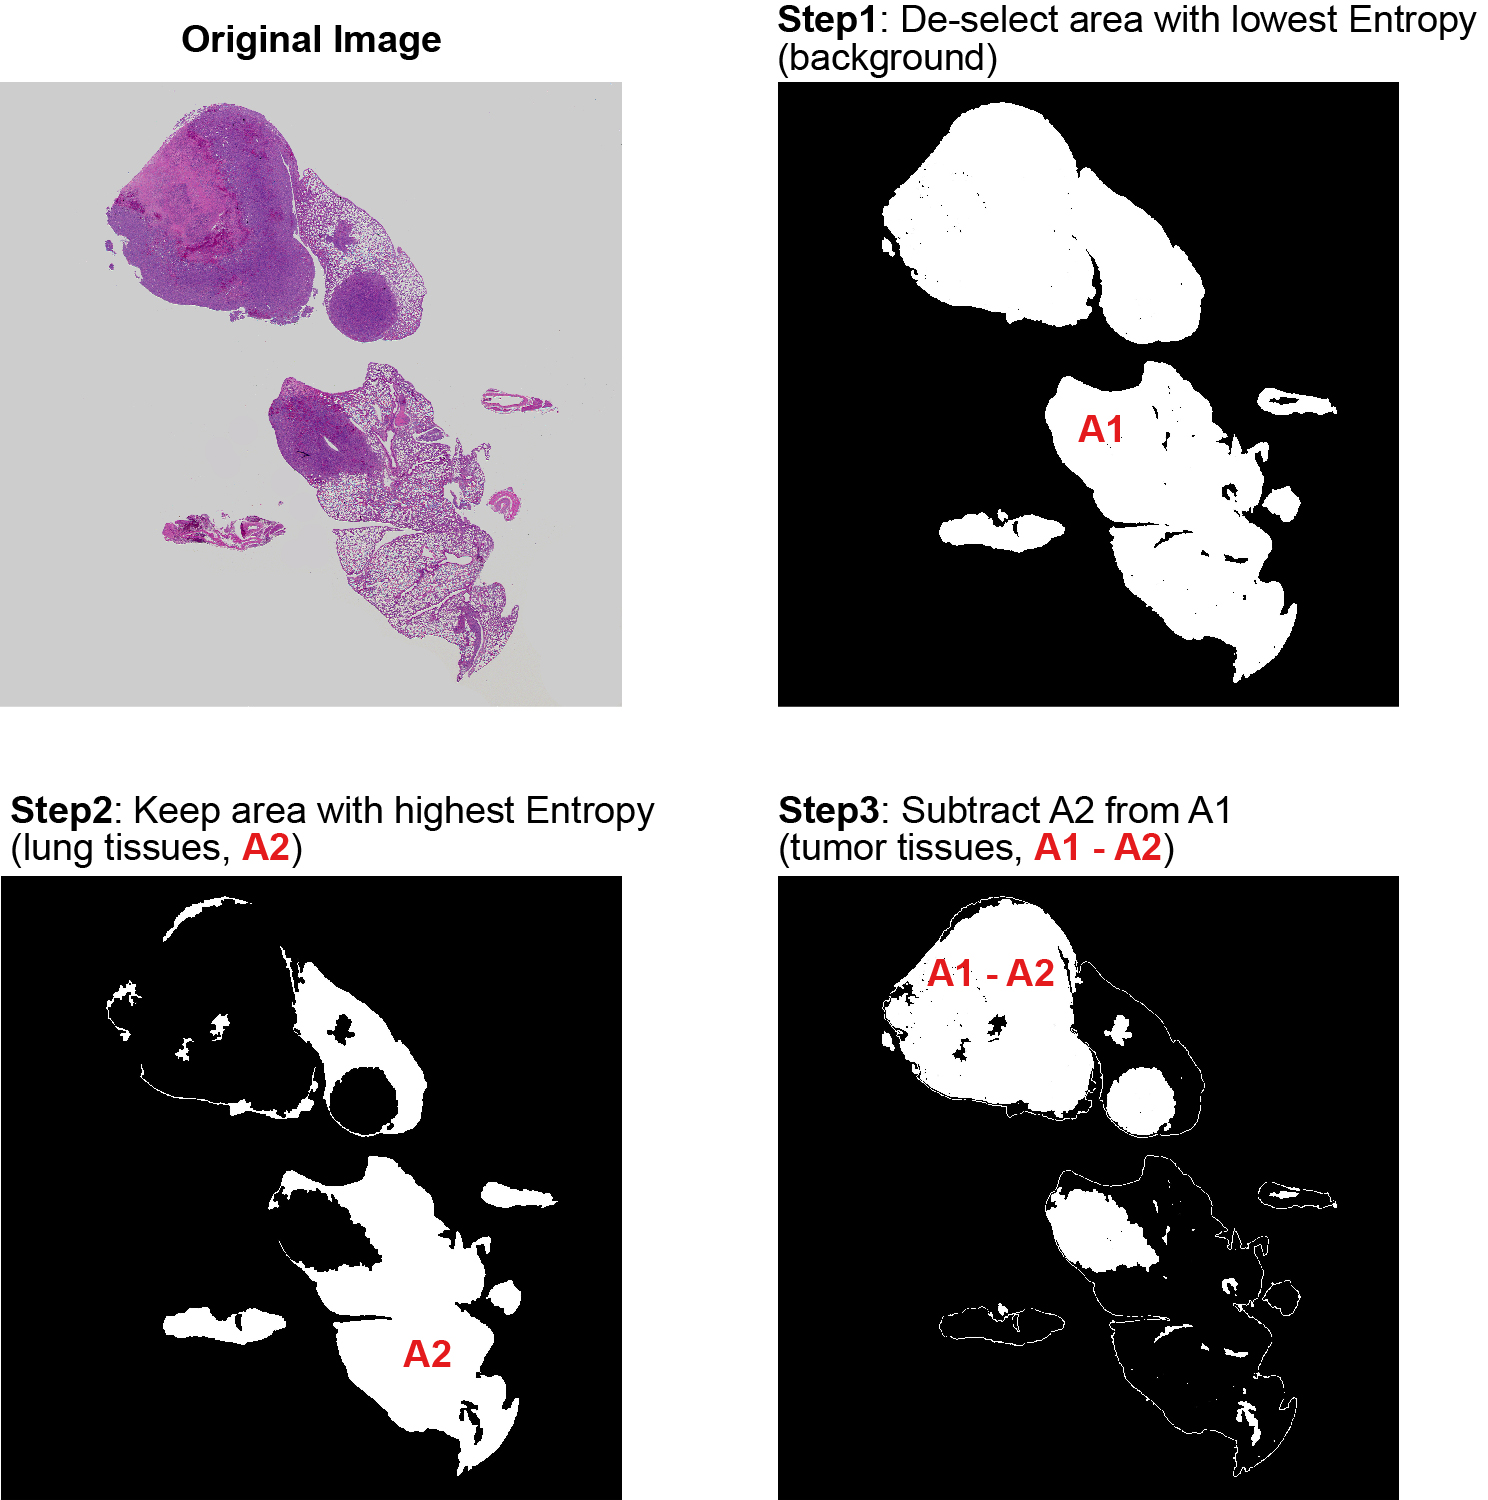 Original Image
Step1: De-select area with lowest Entropy
(background)
A1
Step2: Keep area with highest Entropy
(lung tissues, A2)
A2
Step3: Subtract A2 from A1
(tumor tissues, A1 - A2)
A1 - A2